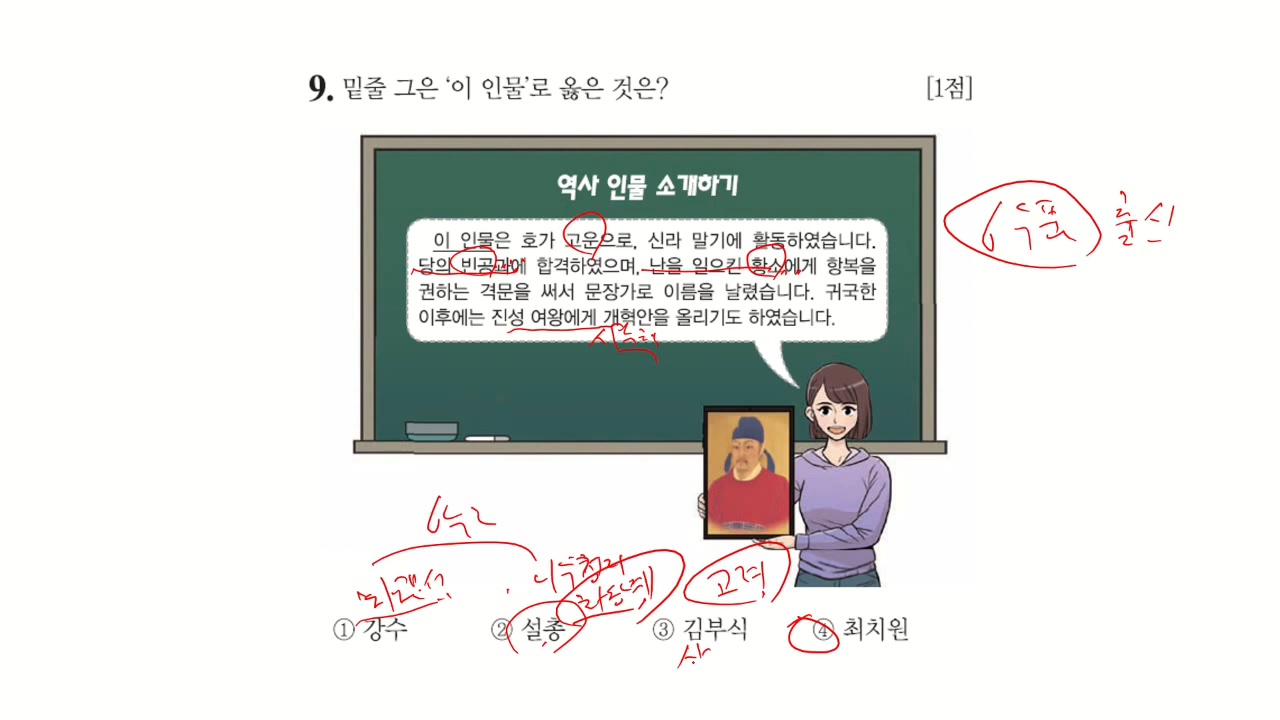 9. 밑줄 그은 '이 인물'로 옳은 것은? [1점]
역사 인물 소개하기
이 인물은 호가 고운으로, 신라 말기에 활동하였습니다.
당의 빈공과에 합격하였으며, 난을 일으킨 황소에게 항복을
권하는 격문을 써서 문장가로 이름을 날렸습니다. 귀국한
이후에는 진성 여왕에게 개혁안을 올리기도 하였습니다.
6두품 출신
고려
① 강수 ② 설총 ③ 김부식 ④ 최치원